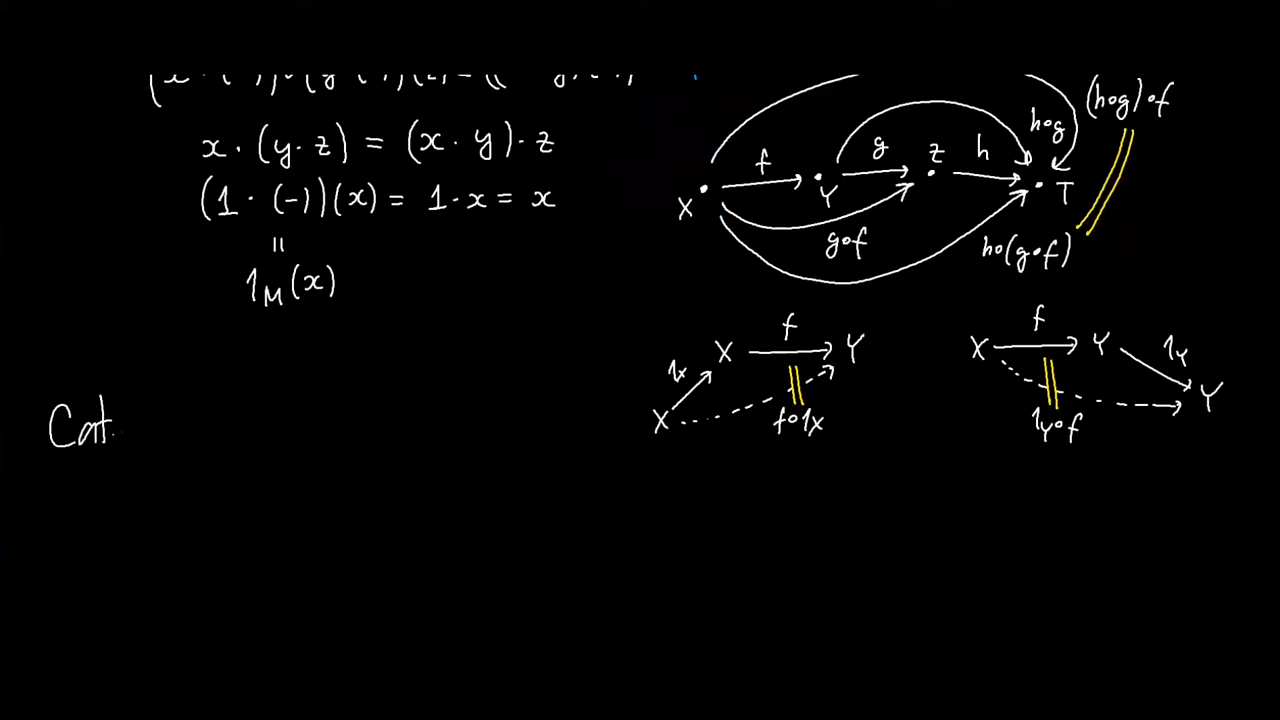 x · (y · z) = (x · y) · z
(1 · (-))(x) = 1 · x = x
=
1_M(x)
(h∘g)∘f
h∘g
f
g
Z
h
X
Y
T
g∘f
h∘(g∘f)
f
X
Y
1_X
X
f∘1_X
f
X
Y
1_Y
Y
1_Y∘f
Cat.